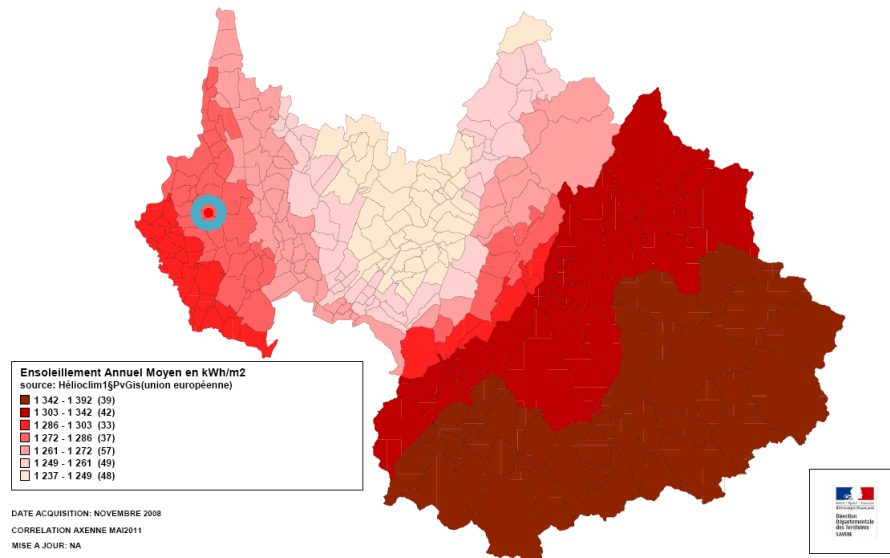 Ensoleillement Annuel Moyen en kWh/m2
source: Hélioclim1§PvGis(union européenne)
1 342 - 1 392 (39)
1 303 - 1 342 (42)
1 286 - 1 303 (33)
1 272 - 1 286 (37)
1 261 - 1 272 (57)
1 249 - 1 261 (49)
1 237 - 1 249 (48)
DATE ACQUISITION: NOVEMBRE 2008
CORRELATION AXENNE MAI2011
MISE A JOUR: NA
RÉPUBLIQUE FRANÇAISE
Direction
Départementale
des Territoires
SAVOIE